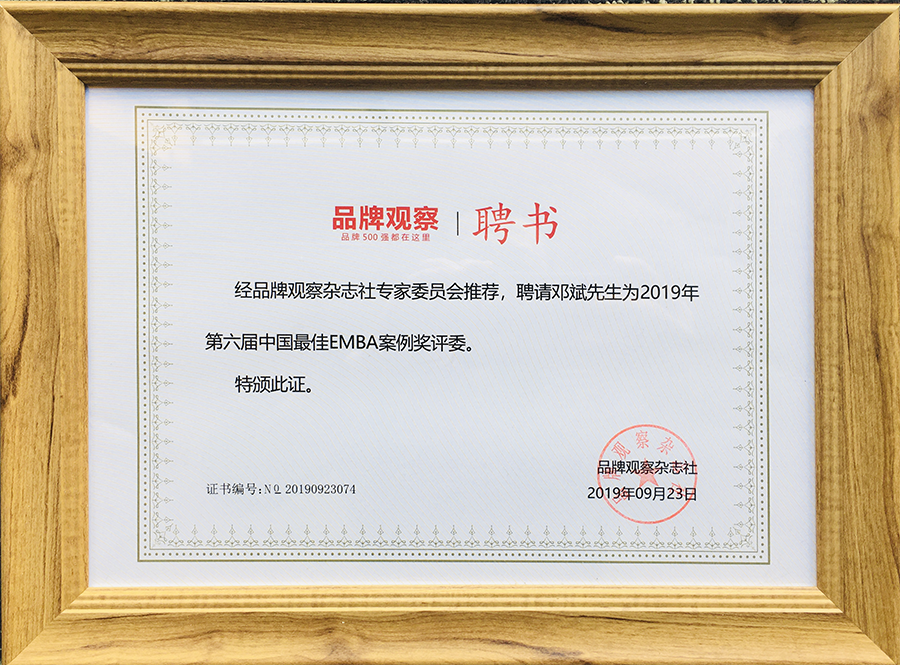 品牌观察 | 聘书
品牌500强都在这里
经品牌观察杂志社专家委员会推荐，聘请邓斌先生为2019年
第六届中国最佳EMBA案例奖评委。
特颁此证。
品牌观察杂志社
证书编号:№ 20190923074
2019年09月23日